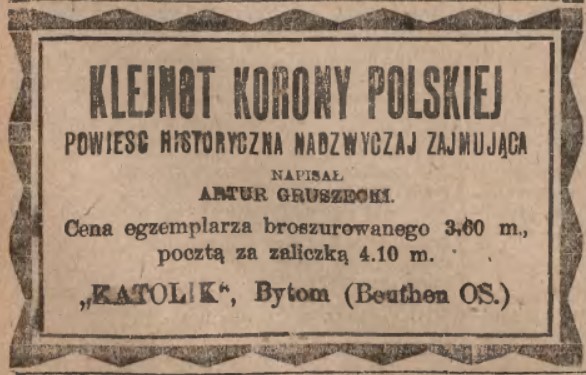 KLEJNOT KORONY POLSKIEJ
POWIEŚC HISTORYCZNA NADZWYCZAJ ZAJMUJĄCA
NAPISAŁ
ARTUR GRUSZECKI.
Cena egzemplarza broszurowanego 3,60 m.,
pocztą za zaliczką 4.10 m.
„KATOLIK“, Bytom (Beuthen OS.)